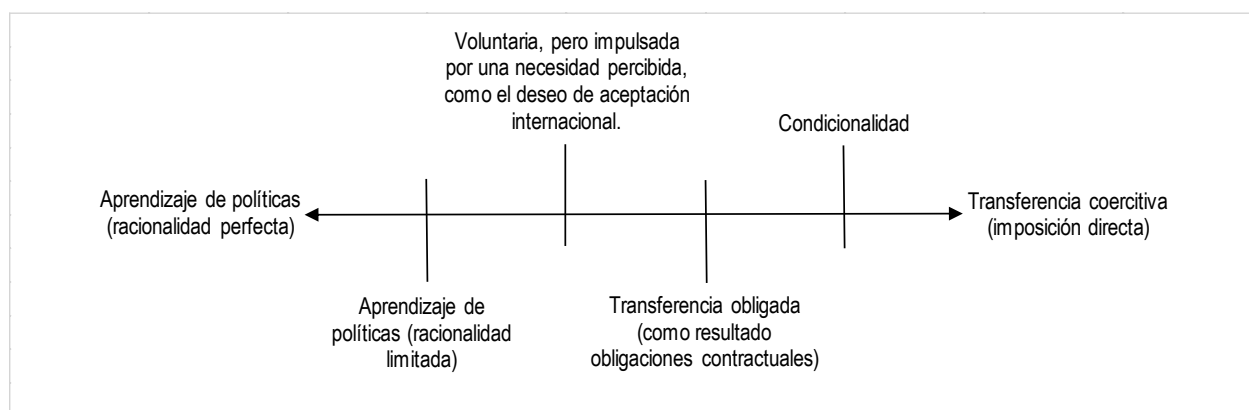 Voluntaria, pero impulsada
por una necesidad percibida,
como el deseo de aceptación
internacional.
Condicionalidad
Aprendizaje de políticas
(racionalidad perfecta)
Transferencia coercitiva
(imposición directa)
Aprendizaje de
políticas (racionalidad
limitada)
Transferencia obligada
(como resultado
obligaciones contractuales)